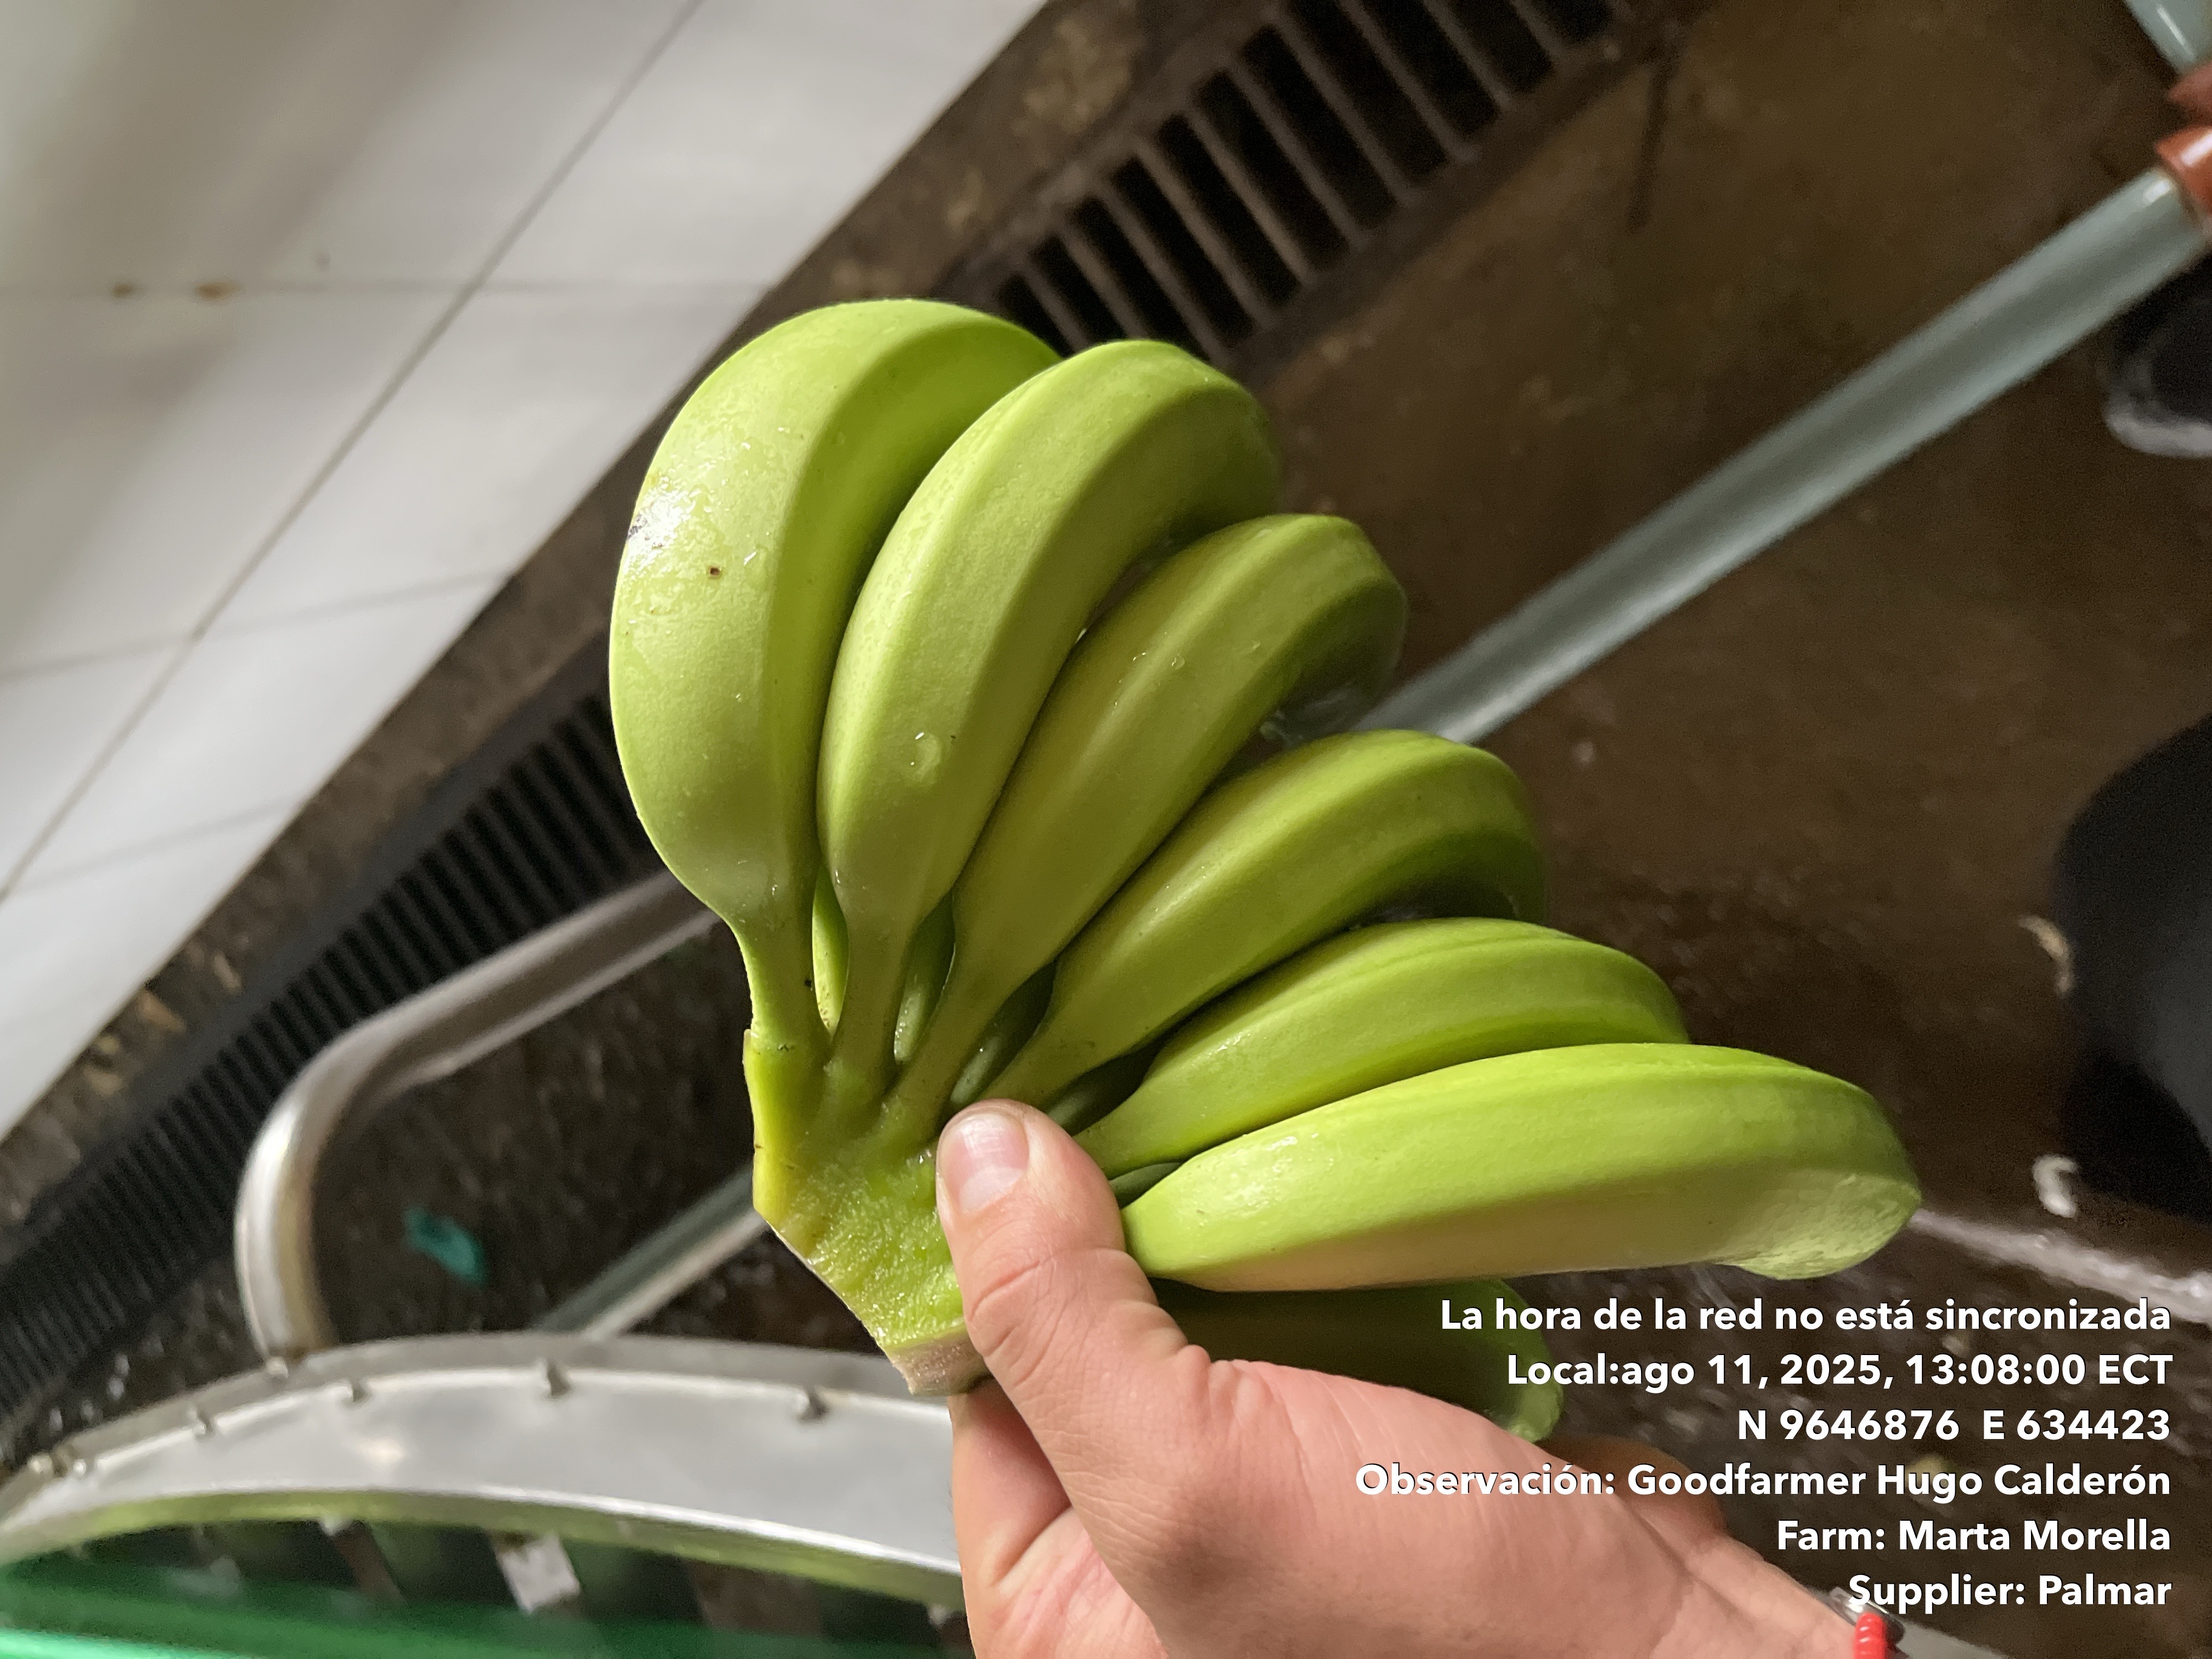 La hora de la red no está sincronizada
Local:ago 11, 2025, 13:08:00 ECT
N 9646876 E 634423
Observación: Goodfarmer Hugo Calderón
Farm: Marta Morella
Supplier: Palmar